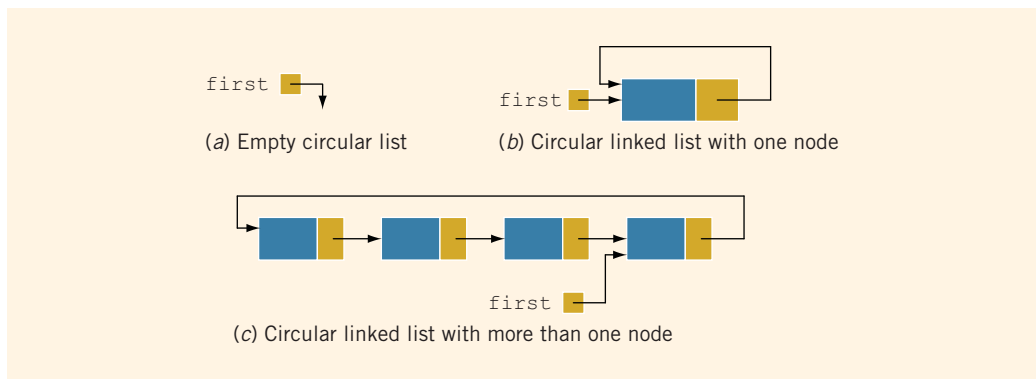 first
(a) Empty circular list
first
(b) Circular linked list with one node
first
(c) Circular linked list with more than one node